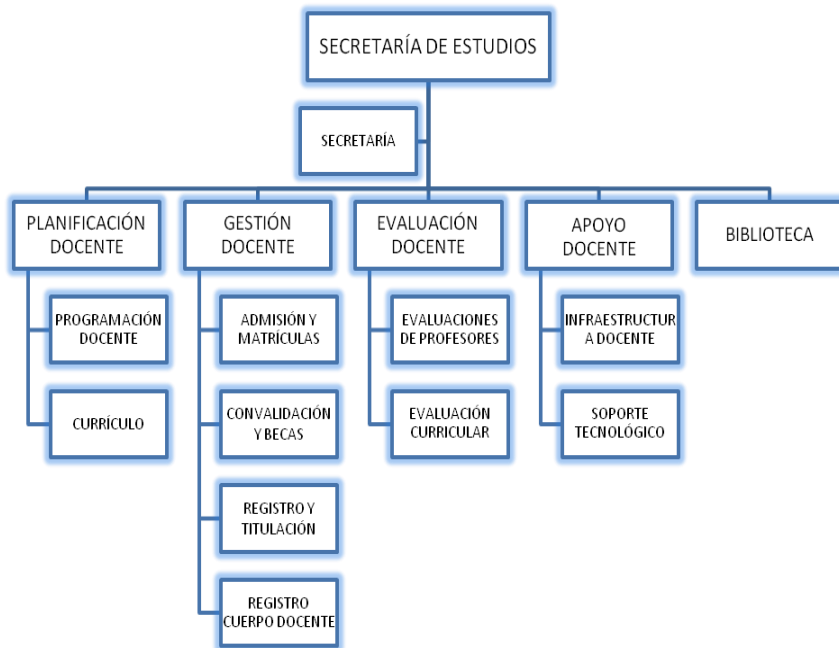 SECRETARÍA DE ESTUDIOS
SECRETARÍA
PLANIFICACIÓN
DOCENTE
GESTIÓN
DOCENTE
EVALUACIÓN
DOCENTE
APOYO
DOCENTE
BIBLIOTECA
PROGRAMACIÓN
DOCENTE
CURRÍCULO
ADMISIÓN Y
MATRÍCULAS
CONVALIDACIÓN
Y BECAS
REGISTRO Y
TITULACIÓN
REGISTRO
CUERPO DOCENTE
EVALUACIONES
DE PROFESORES
EVALUACIÓN
CURRICULAR
INFRAESTRUCTUR
A DOCENTE
SOPORTE
TECNOLÓGICO